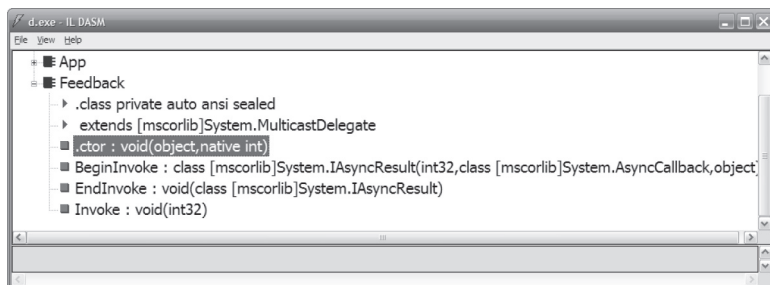 d.exe - IL DASM
File View Help
App
Feedback
.class private auto ansi sealed
extends [mscorlib]System.MulticastDelegate
.ctor : void(object,native int)
BeginInvoke : class [mscorlib]System.IAsyncResult(int32,class [mscorlib]System.AsyncCallback,object)
EndInvoke : void(class [mscorlib]System.IAsyncResult)
Invoke : void(int32)